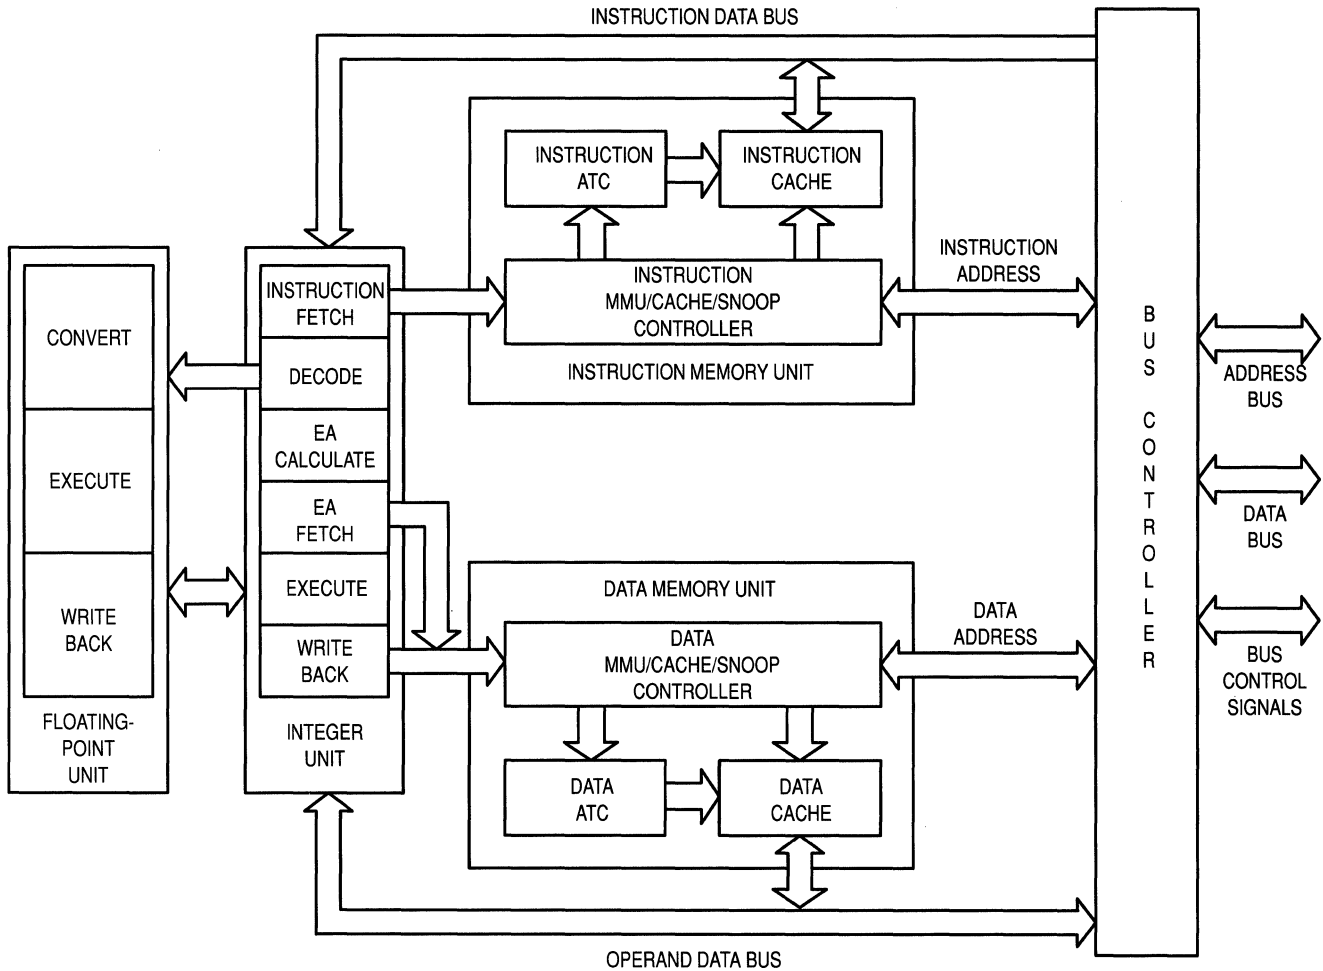 INSTRUCTION DATA BUS
INSTRUCTION
ATC
INSTRUCTION
CACHE
INSTRUCTION
MMU/CACHE/SNOOP
CONTROLLER
INSTRUCTION MEMORY UNIT
INSTRUCTION
ADDRESS
CONVERT
EXECUTE
WRITE
BACK
FLOATING-
POINT
UNIT
INSTRUCTION
FETCH
DECODE
EA
CALCULATE
EA
FETCH
EXECUTE
WRITE
BACK
INTEGER
UNIT
DATA MEMORY UNIT
DATA
MMU/CACHE/SNOOP
CONTROLLER
DATA
ATC
DATA
CACHE
DATA
ADDRESS
BUS CONTROLLER
ADDRESS
BUS
DATA
BUS
BUS
CONTROL
SIGNALS
OPERAND DATA BUS